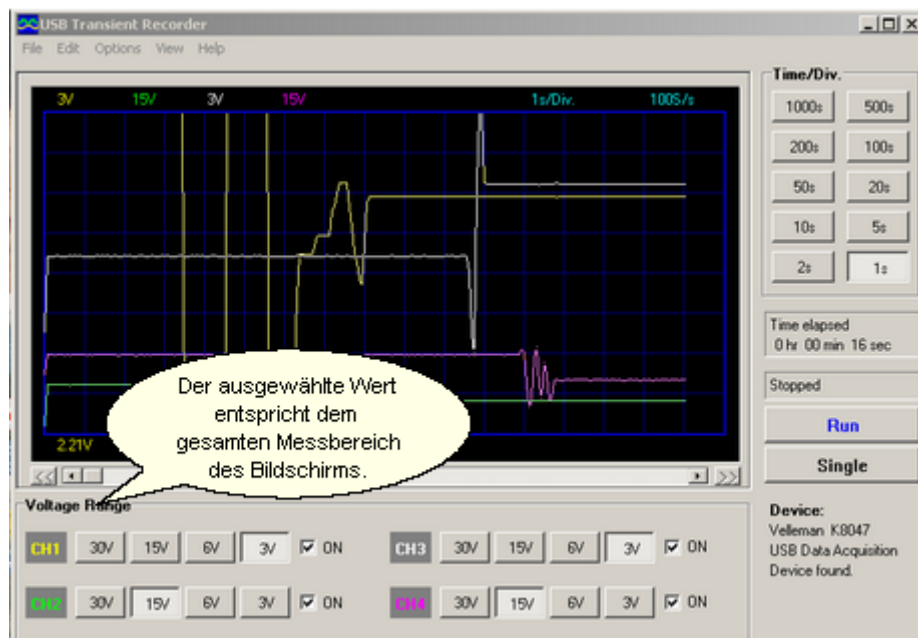 USB Transient Recorder
File Edit Options View Help
3V 15V 3V 15V 1s/Div. 100S/s
2.21V
Der ausgewählte Wert
entspricht dem
gesamten Messbereich
des Bildschirms.
Time/Div.
1000s 500s
200s 100s
50s 20s
10s 5s
2s 1s
Time elapsed
0 hr 00 min 16 sec
Stopped
Run
Single
Voltage Range
CH1 30V 15V 6V 3V ON
CH3 30V 15V 6V 3V ON
CH2 30V 15V 6V 3V ON
CH4 30V 15V 6V 3V ON
Device:
Velleman K8047
USB Data Acquisition
Device found.